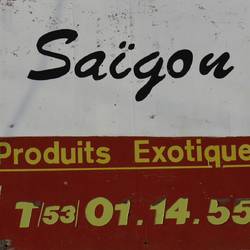 Saïgon
Produits Exotique
T/53/01.14.55